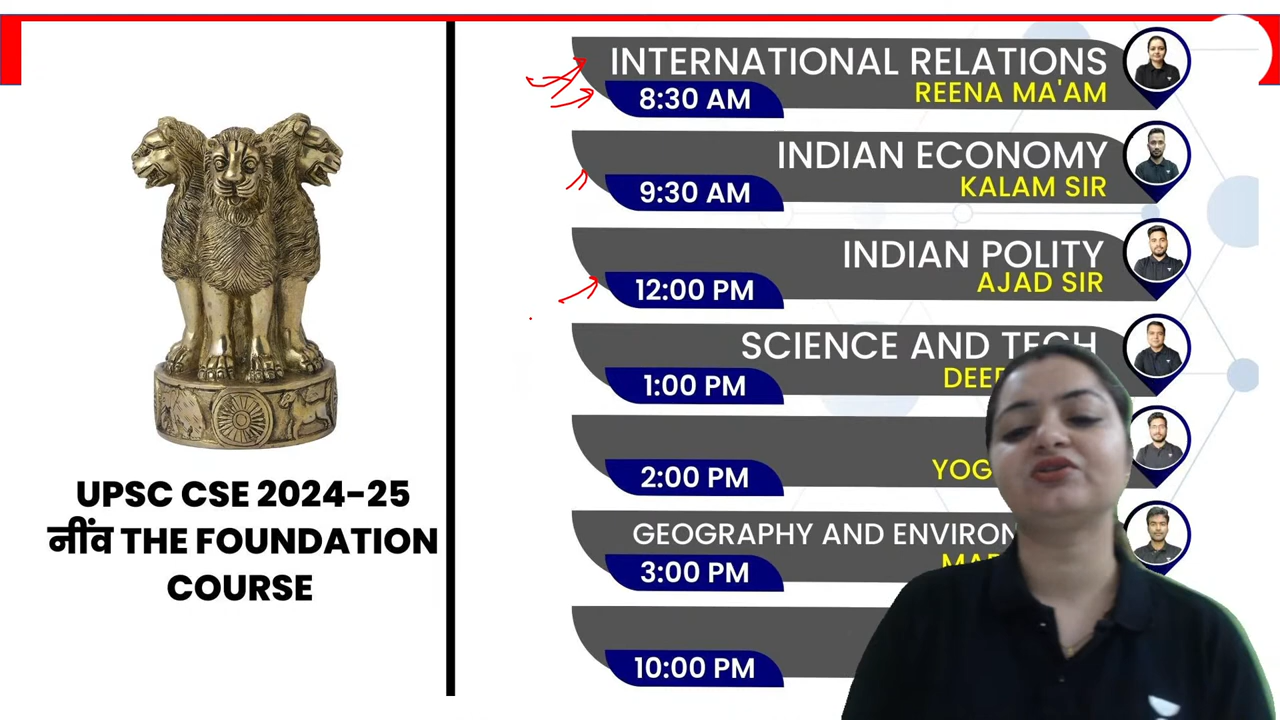 INTERNATIONAL RELATIONS
REENA MA'AM
8:30 AM
INDIAN ECONOMY
KALAM SIR
9:30 AM
INDIAN POLITY
AJAD SIR
12:00 PM
SCIENCE AND TECH
1:00 PM
2:00 PM
GEOGRAPHY AND
3:00 PM
10:00 PM
UPSC CSE 2024-25
नींव THE FOUNDATION
COURSE